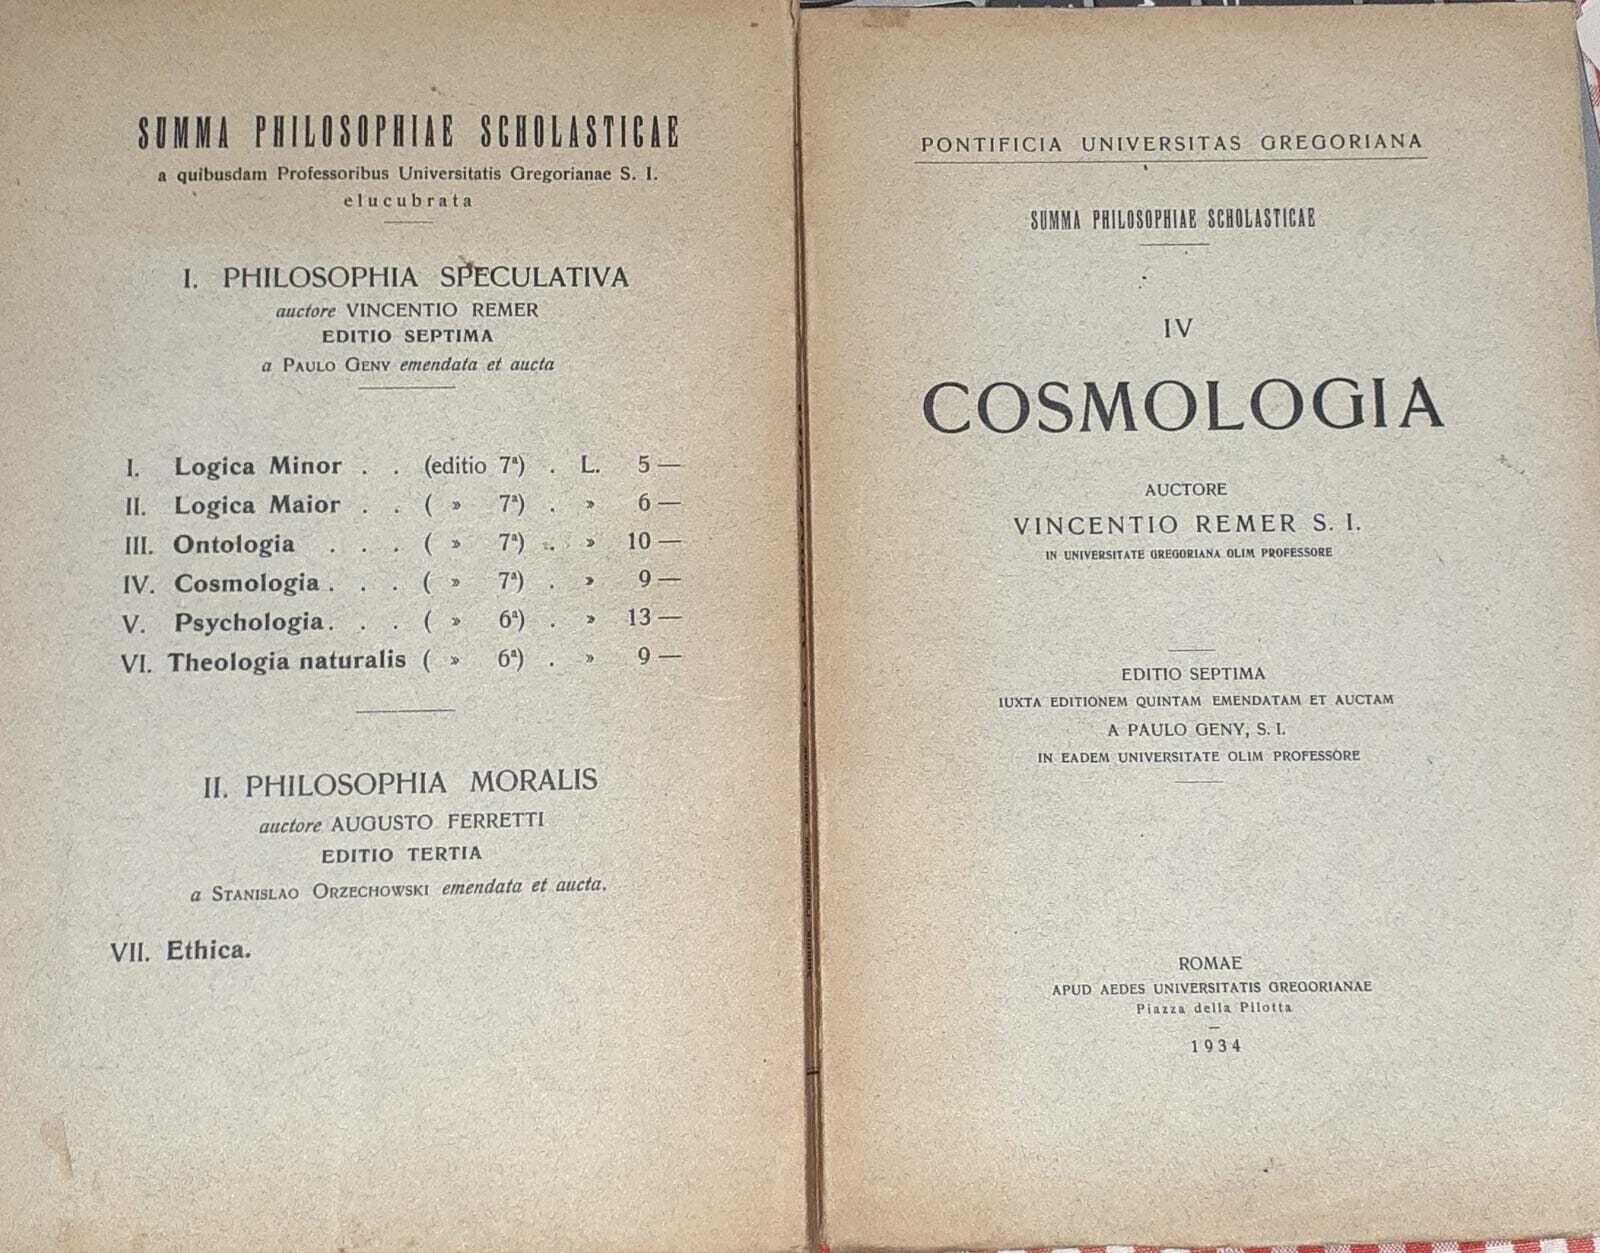 SUMMA PHILOSOPHIAE SCHOLASTICAE
a quibusdam Professoribus Universitatis Gregorianae S. I.
elucubrata
I. PHILOSOPHIA SPECULATIVA
auctore VINCENTIO REMER
EDITIO SEPTIMA
a PAULO GENY emendata et aucta
I. Logica Minor . . (editio 7ª) . L. 5 —
II. Logica Maior . . ( » 7ª) . » 6 —
III. Ontologia . . . ( » 7ª) . » 10 —
IV. Cosmologia . . . ( » 7ª) . » 9 —
V. Psychologia . . . ( » 6ª) . » 13 —
VI. Theologia naturalis ( » 6ª) . » 9 —
II. PHILOSOPHIA MORALIS
auctore AUGUSTO FERRETTI
EDITIO TERTIA
a STANISLAO ORZECHOWSKI emendata et aucta.
VII. Ethica.
PONTIFICIA UNIVERSITAS GREGORIANA
SUMMA PHILOSOPHIAE SCHOLASTICAE
IV
COSMOLOGIA
AUCTORE
VINCENTIO REMER S. I.
IN UNIVERSITATE GREGORIANA OLIM PROFESSORE
EDITIO SEPTIMA
IUXTA EDITIONEM QUINTAM EMENDATAM ET AUCTAM
A PAULO GENY, S. I.
IN EADEM UNIVERSITATE OLIM PROFESSORE
ROMAE
APUD AEDES UNIVERSITATIS GREGORIANAE
Piazza della Pilotta
1934